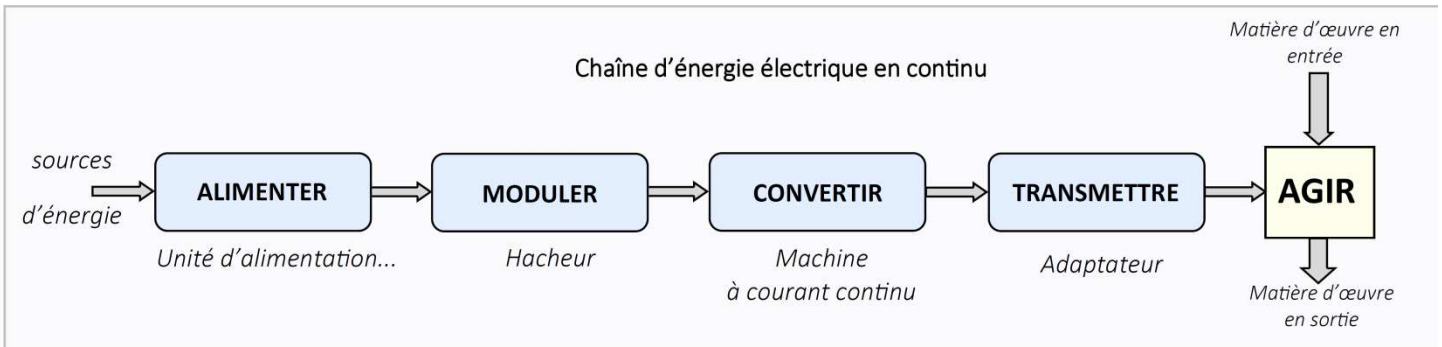 Matière d’œuvre en
entrée
Chaîne d’énergie électrique en continu
sources
d’énergie
ALIMENTER
MODULER
CONVERTIR
TRANSMETTRE
AGIR
Unité d’alimentation...
Hacheur
Machine
à courant continu
Adaptateur
Matière d’œuvre
en sortie